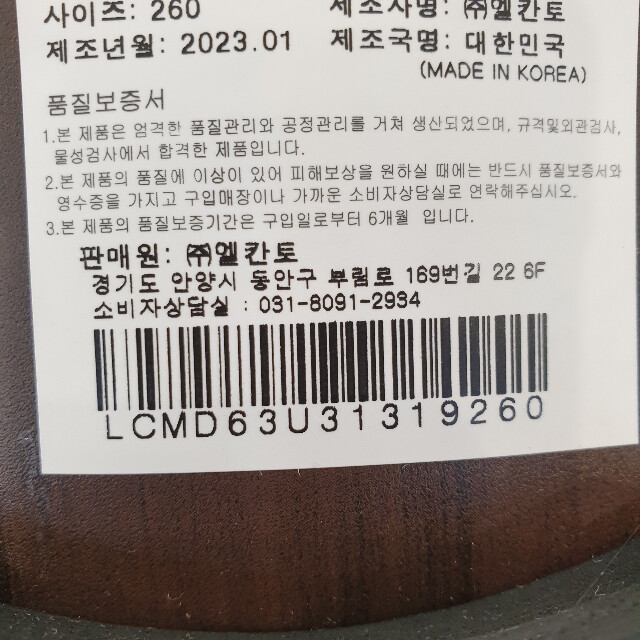 사이즈: 260
제조사명: ㈜엘칸토
제조년월: 2023.01
제조국명: 대한민국
(MADE IN KOREA)
품질보증서
1.본 제품은 엄격한 품질관리와 공정관리를 거쳐 생산되었으며, 규격및외관검사,
물성검사에서 합격한 제품입니다.
2.본 제품의 품질에 이상이 있어 피해보상을 원하실 때에는 반드시 품질보증서와
영수증을 가지고 구입매장이나 가까운 소비자상담실로 연락해주십시오.
3.본 제품의 품질보증기간은 구입일로부터 6개월 입니다.
판매원: ㈜엘칸토
경기도 안양시 동안구 부림로 169번길 22 6F
소비자상담실 : 031-8091-2934
LCMD63U31319260